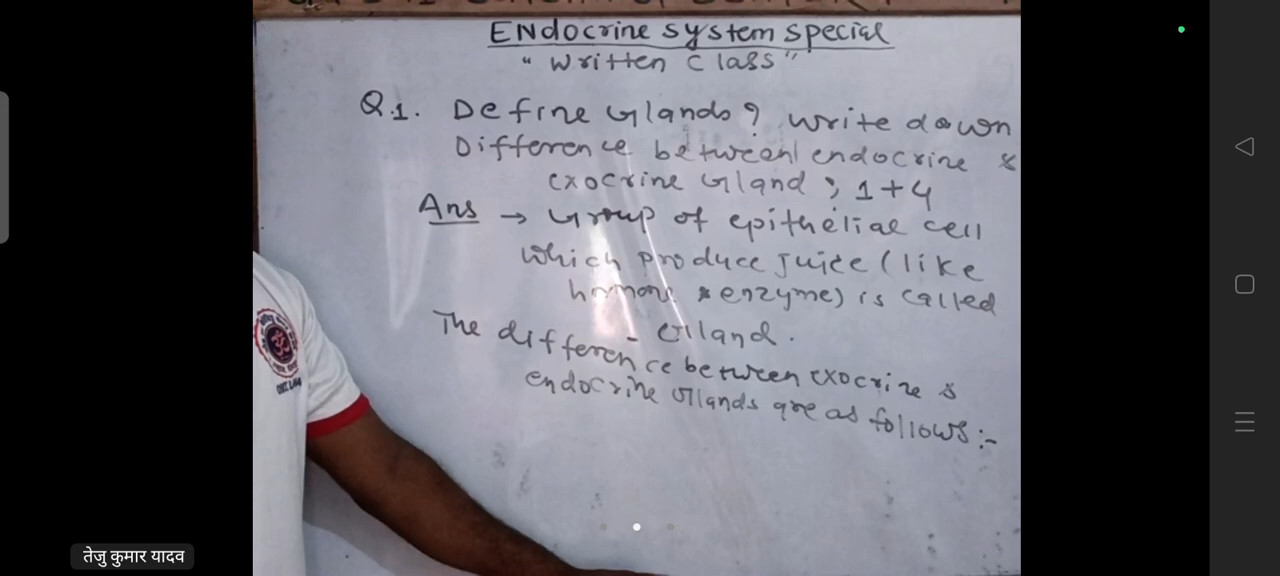 Endocrine system special
" Written Class "
Q.1. Define Glands? write down
Difference between endocrine &
exocrine Gland; 1+4
Ans → Group of epithelial cell
which produce juice (like
hormone & enzyme) is called
- Gland.
The difference between exocrine &
endocrine Glands are as follows:-
ॐ
तेजु कुमार यादव